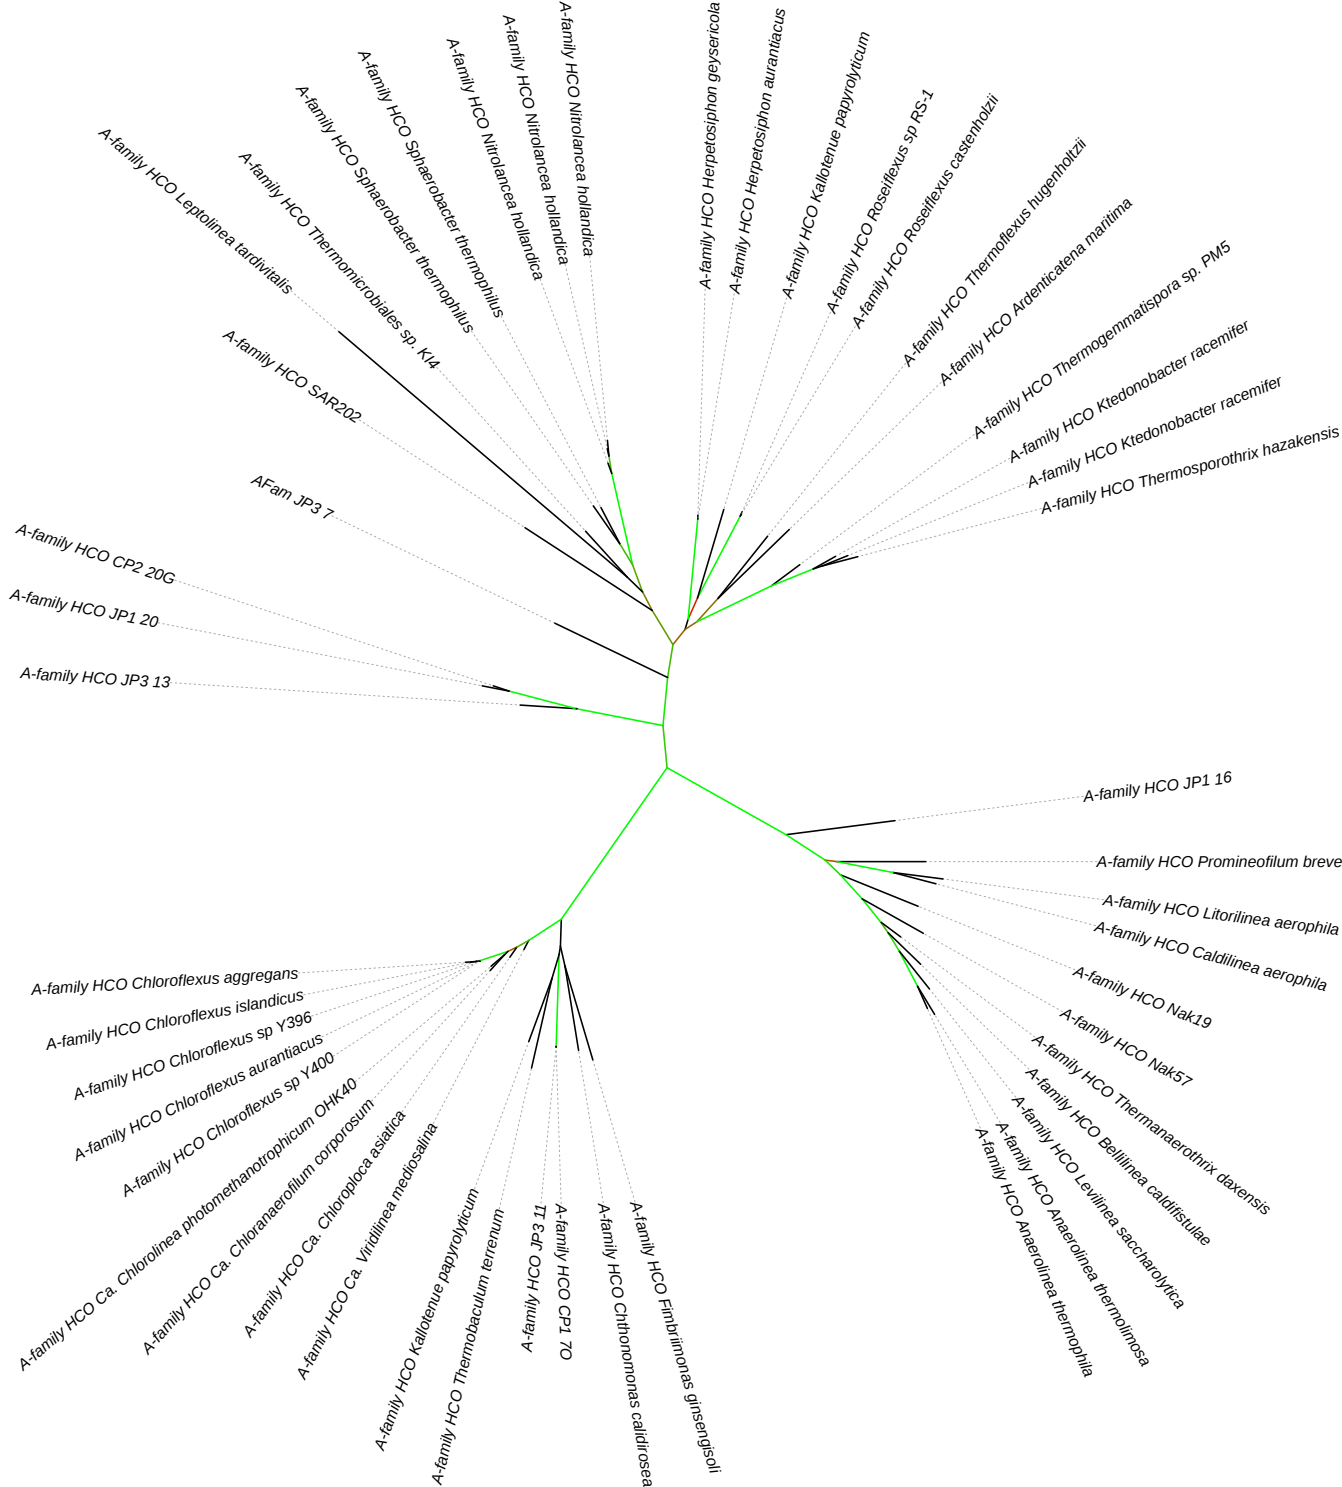 A-family HCO Leptolinea tardivitalis
A-family HCO Thermomicrobiales sp. KI4
A-family HCO Sphaerobacter thermophilus
A-family HCO Sphaerobacter thermophilus
A-family HCO Nitrolancea hollandica
A-family HCO Nitrolancea hollandica
A-family HCO Nitrolancea hollandica
A-family HCO Herpetosiphon geysericola
A-family HCO Herpetosiphon aurantiacus
A-family HCO Kallotenue papyrolyticum
A-family HCO Roseiflexus sp RS-1
A-family HCO Roseiflexus castenholzii
A-family HCO Thermoflexus hugenholtzii
A-family HCO Ardenticatena maritima
A-family HCO Thermogemmatispora sp. PM5
A-family HCO Ktedonobacter racemifer
A-family HCO Ktedonobacter racemifer
A-family HCO Thermosporothrix hazakensis
A-family HCO JP1 16
A-family HCO Promineofilum breve
A-family HCO Litorilinea aerophila
A-family HCO Caldilinea aerophila
A-family HCO Nak19
A-family HCO Nak57
A-family HCO Thermanaerothrix daxensis
A-family HCO Bellilinea caldifistulae
A-family HCO Levilinea saccharolytica
A-family HCO Anaerolinea thermolimosa
A-family HCO Anaerolinea thermophila
A-family HCO Fimbriimonas ginsengisoli
A-family HCO Chthonomonas calidirosea
A-family HCO CP1 7O
A-family HCO JP3 11
A-family HCO Thermobaculum terrenum
A-family HCO Kallotenue papyrolyticum
A-family HCO Ca. Viridilinea mediosalina
A-family HCO Ca. Chloroploca asiatica
A-family HCO Ca. Chloranaerofilum corporosum
A-family HCO Ca. Chlorolinea photomethanotrophicum OHK40
A-family HCO Chloroflexus sp Y400
A-family HCO Chloroflexus aurantiacus
A-family HCO Chloroflexus sp Y396
A-family HCO Chloroflexus islandicus
A-family HCO Chloroflexus aggregans
A-family HCO JP3 13
A-family HCO JP1 20
A-family HCO CP2 20G
AFam JP3 7
A-family HCO SAR202